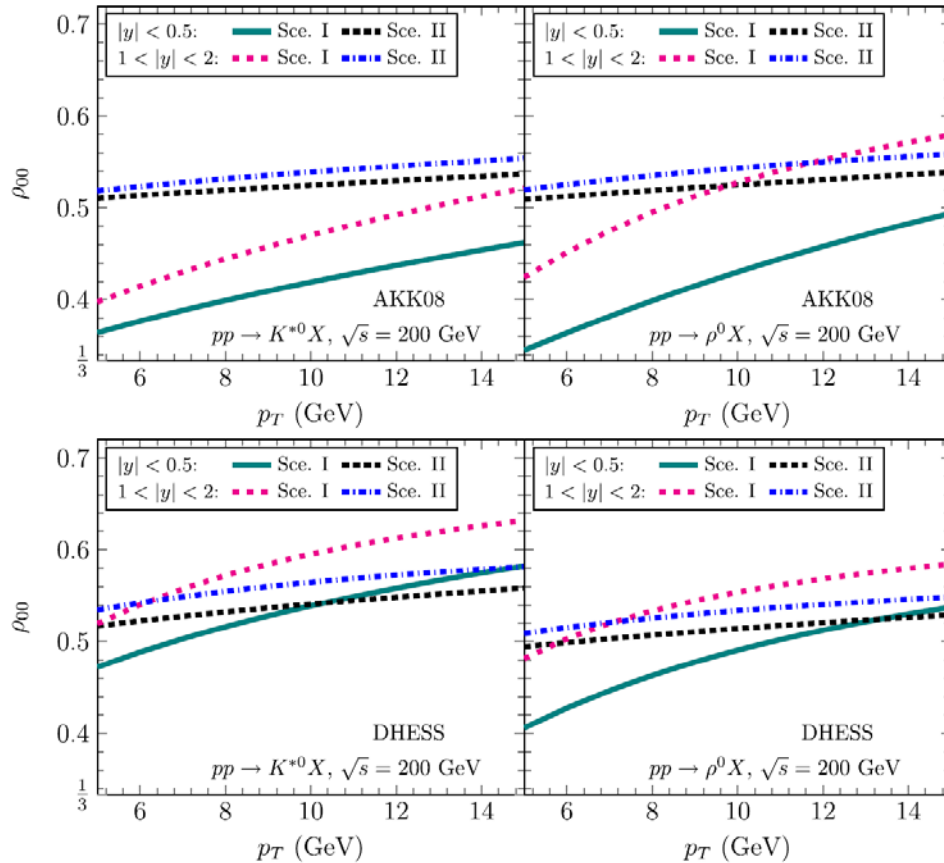 |y| < 0.5: Sce. I Sce. II
1 < |y| < 2: Sce. I Sce. II
|y| < 0.5: Sce. I Sce. II
1 < |y| < 2: Sce. I Sce. II
0.7
0.6
0.5
0.4
1/3
ρ00
AKK08
pp → K*0X, √s = 200 GeV
AKK08
pp → ρ0X, √s = 200 GeV
6 8 10 12 14
6 8 10 12 14
pT (GeV)
pT (GeV)
|y| < 0.5: Sce. I Sce. II
1 < |y| < 2: Sce. I Sce. II
|y| < 0.5: Sce. I Sce. II
1 < |y| < 2: Sce. I Sce. II
0.7
0.6
0.5
0.4
1/3
ρ00
DHESS
pp → K*0X, √s = 200 GeV
DHESS
pp → ρ0X, √s = 200 GeV
6 8 10 12 14
6 8 10 12 14
pT (GeV)
pT (GeV)